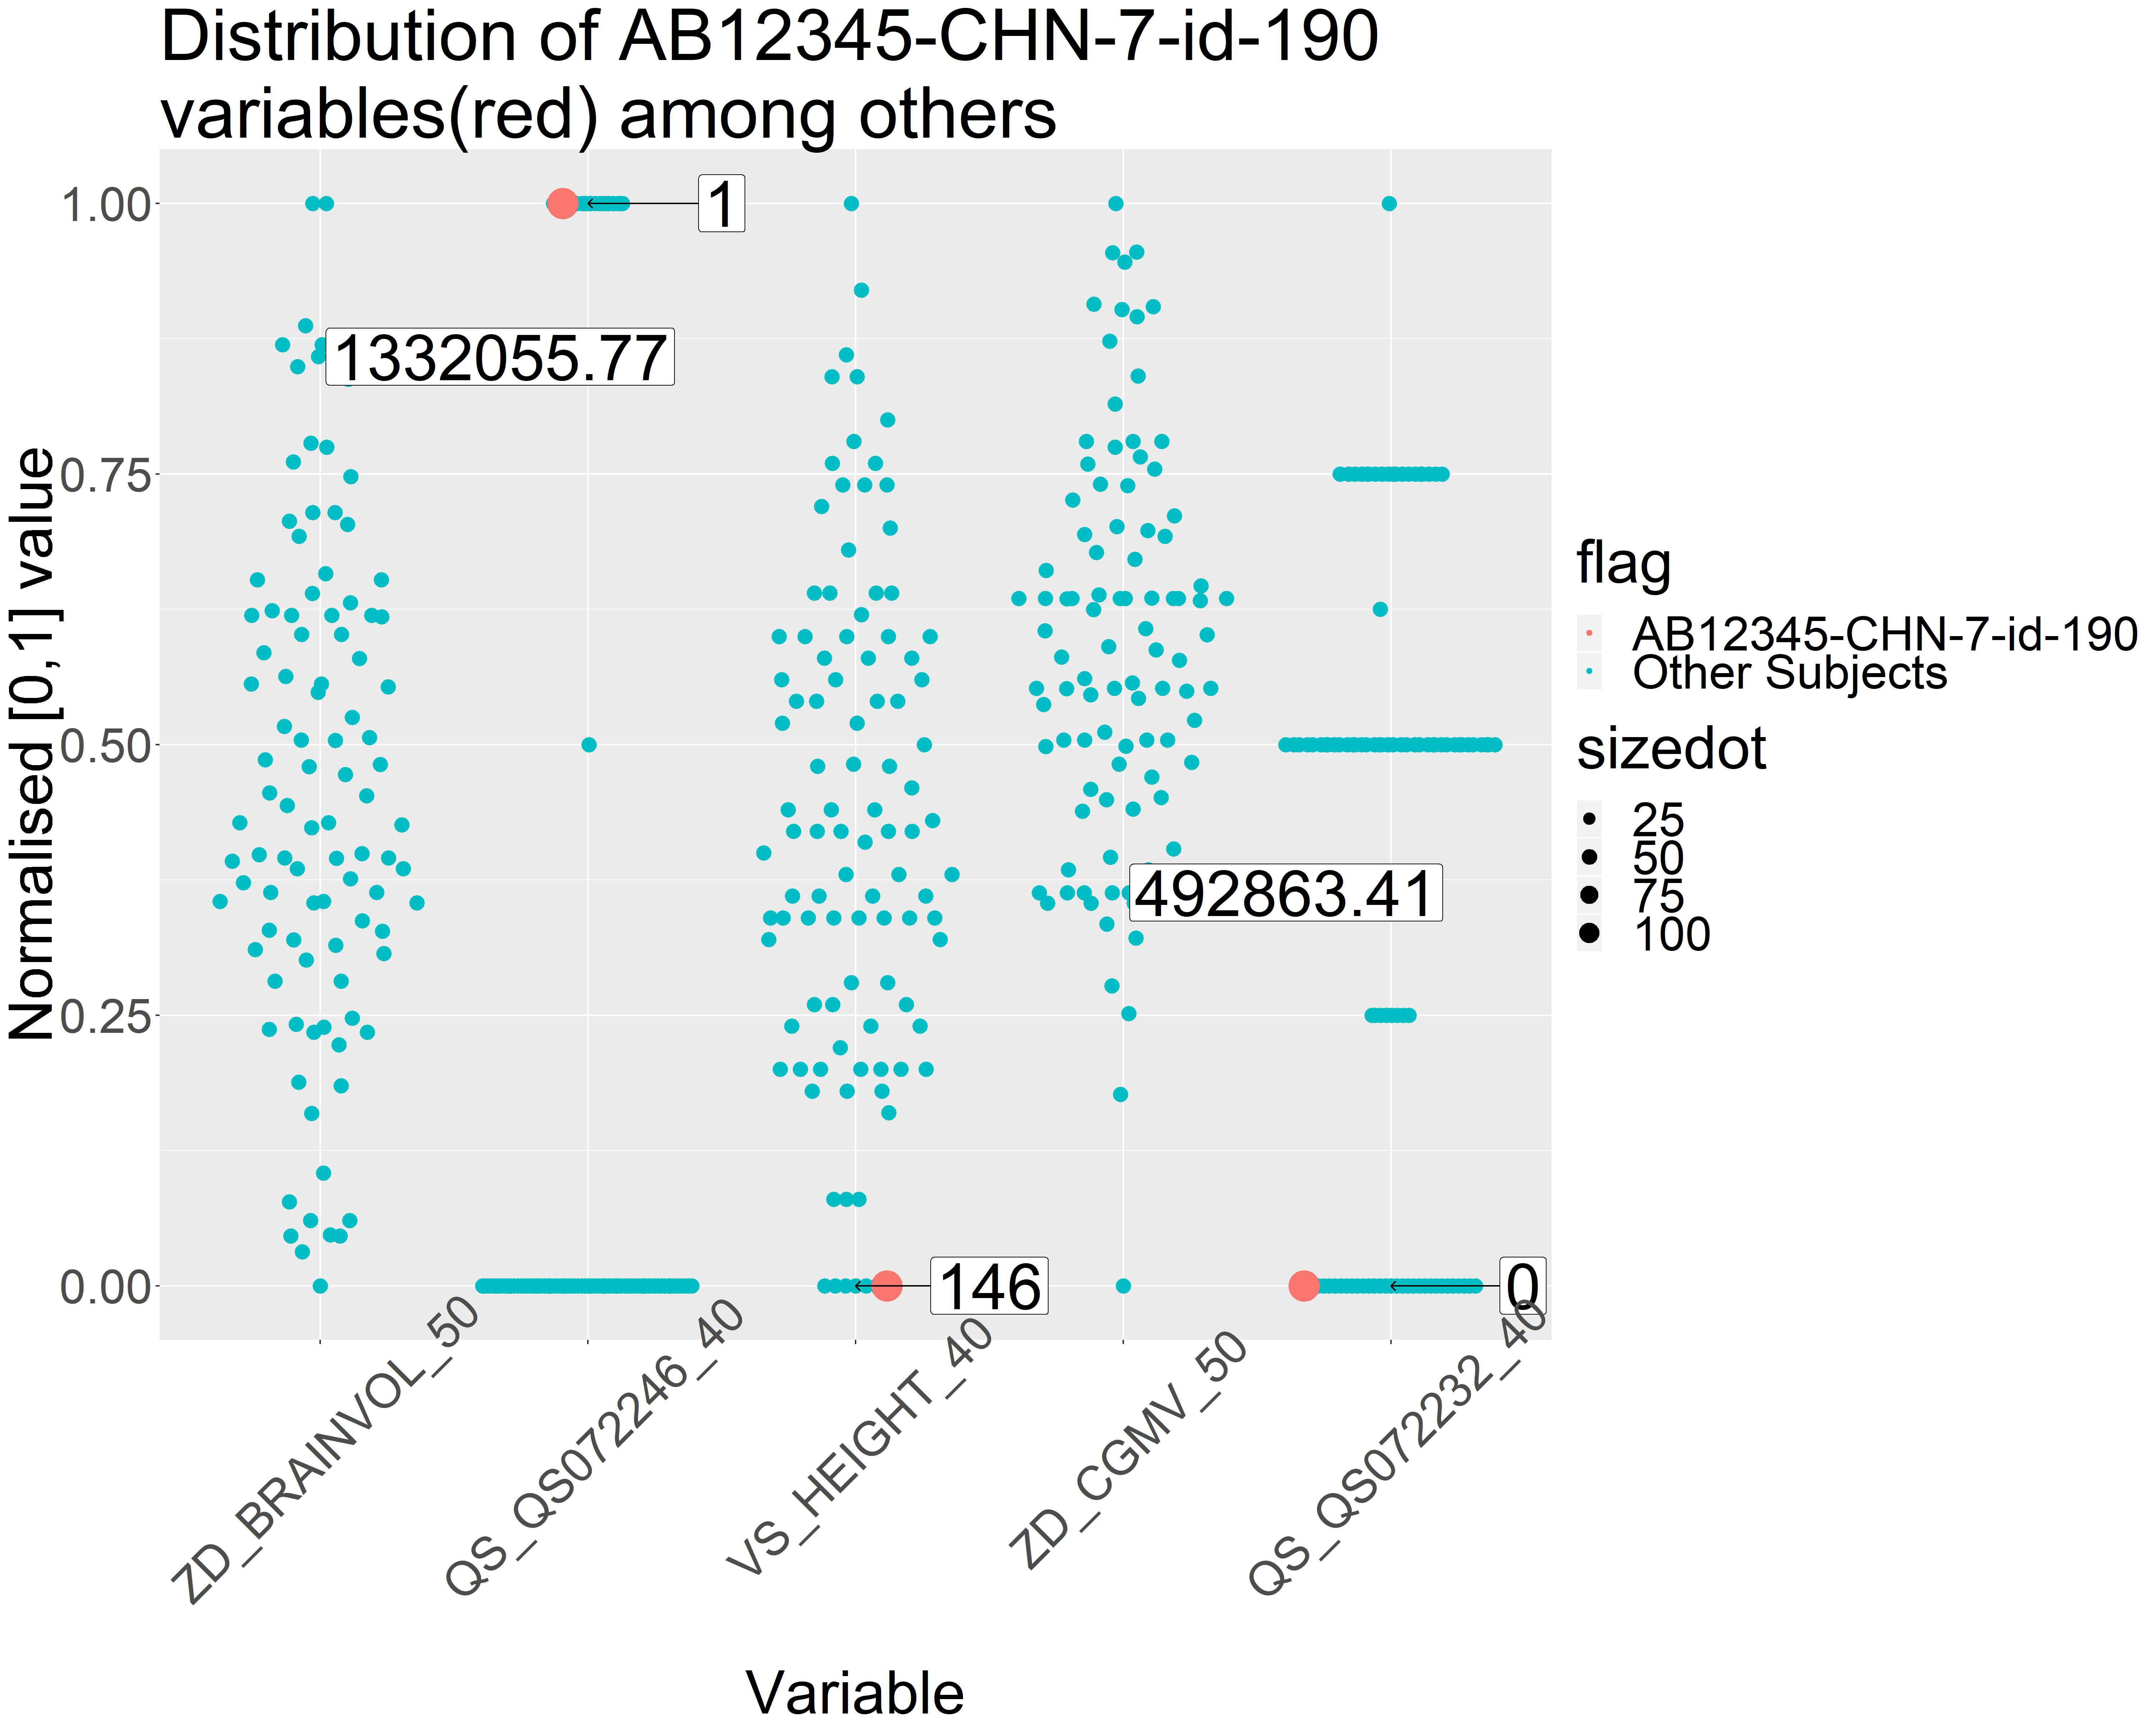 Distribution of AB12345-CHN-7-id-190
variables(red) among others
Normalised [0,1] value
1.00
0.75
0.50
0.25
0.00
1
1332055.77
492863.41
146
0
ZD_BRAINVOL_50
QS_QS072246_40
VS_HEIGHT_40
ZD_CGMV_50
QS_QS072232_40
Variable
flag
AB12345-CHN-7-id-190
Other Subjects
sizedot
25
50
75
100